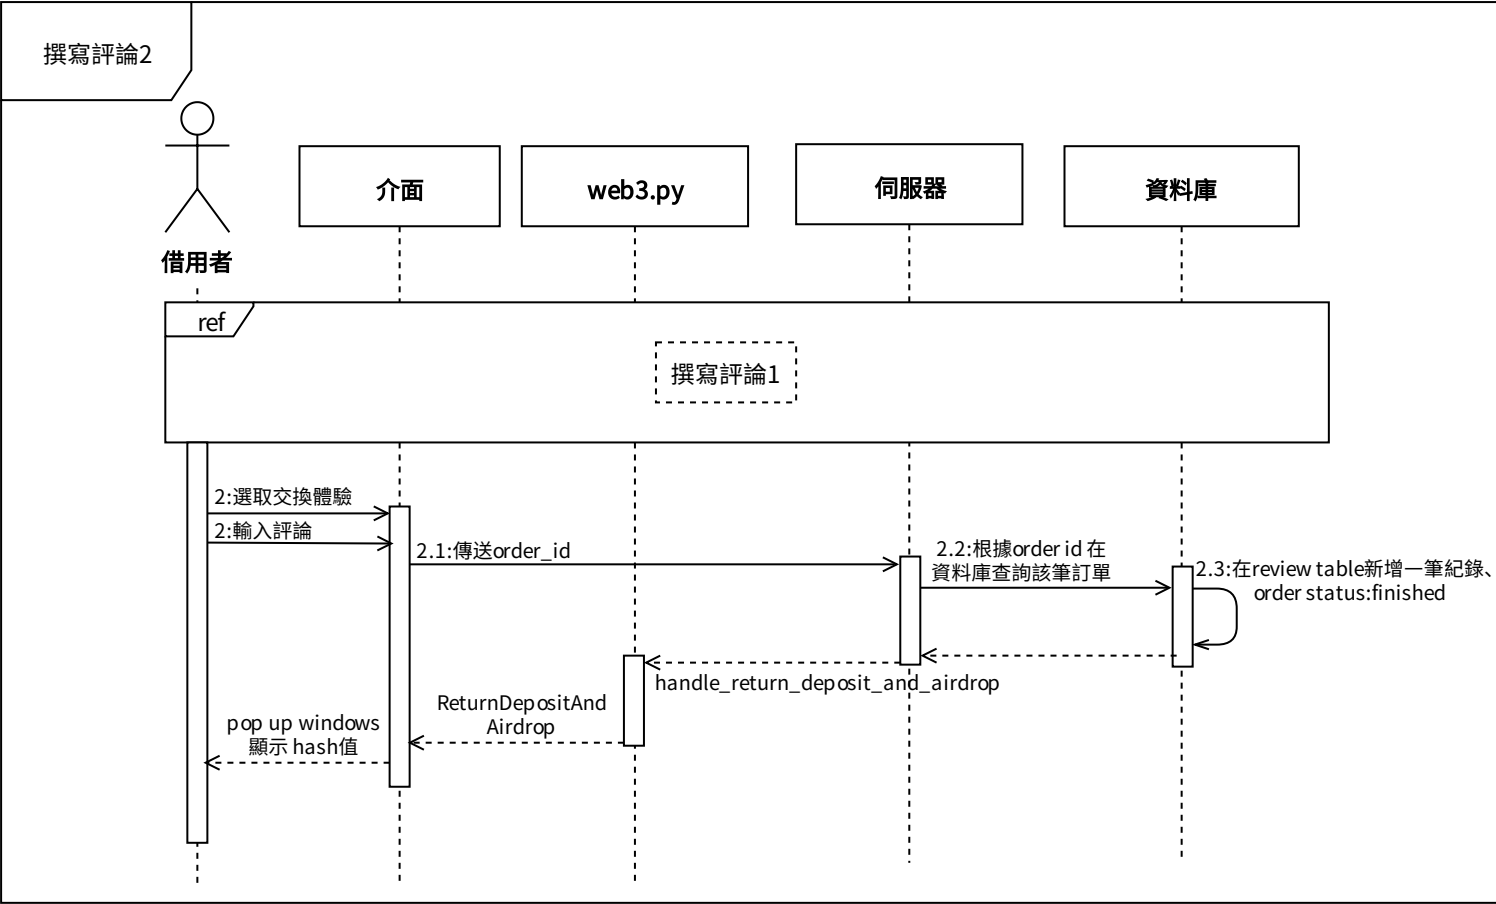 撰寫評論2
介面
web3.py
伺服器
資料庫
借用者
ref
撰寫評論1
2:選取交換體驗
2:輸入評論
2.1:傳送order_id
2.2:根據order id 在
資料庫查詢該筆訂單
2.3:在review table新增一筆紀錄、
order status:finished
handle_return_deposit_and_airdrop
ReturnDepositAnd
Airdrop
pop up windows
顯示 hash值